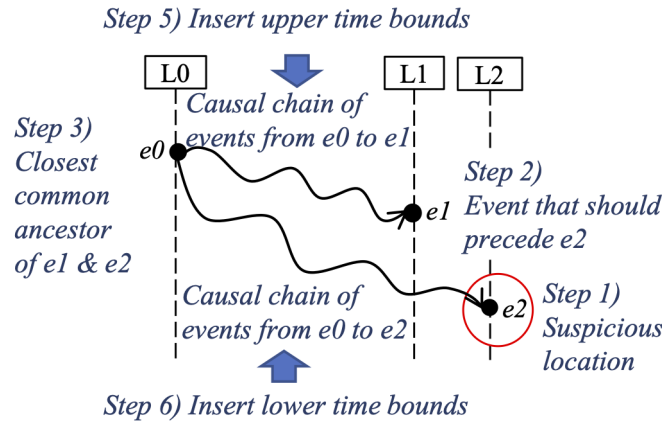 Step 5) Insert upper time bounds
L0
L1
L2
Causal chain of
events from e0 to e1
Step 3)
Closest
common
ancestor
of e1 & e2
e0
e1
Step 2)
Event that should
precede e2
Causal chain of
events from e0 to e2
e2
Step 1)
Suspicious
location
Step 6) Insert lower time bounds